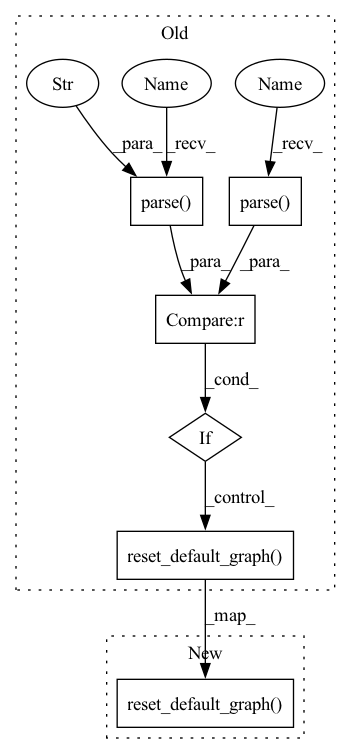 Old
Str
Name
Name
_para_
_recv_
_recv_
parse()
parse()
_para_
_para_
Compare:r
_cond_
If
_control_
reset_default_graph()
_map_
New
reset_default_graph()